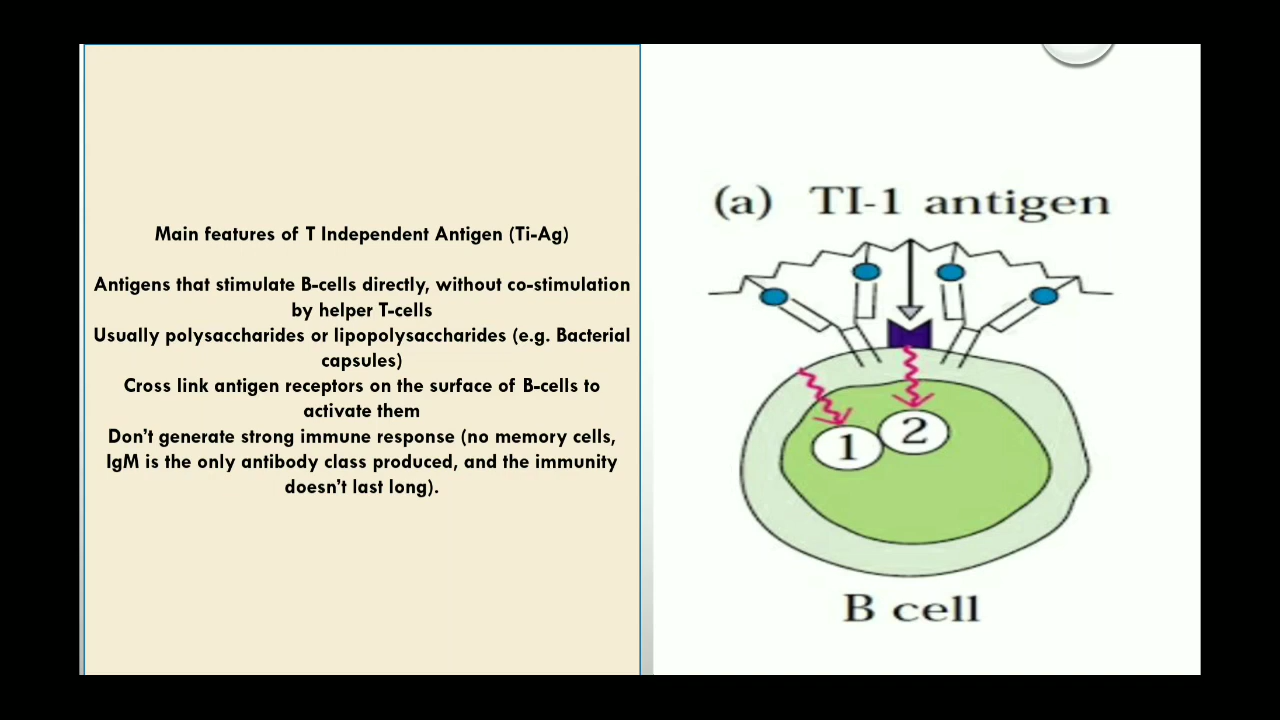 Main features of T Independent Antigen (Ti-Ag)
Antigens that stimulate B-cells directly, without co-stimulation
by helper T-cells
Usually polysaccharides or lipopolysaccharides (e.g. Bacterial
capsules)
Cross link antigen receptors on the surface of B-cells to
activate them
Don't generate strong immune response (no memory cells,
IgM is the only antibody class produced, and the immunity
doesn't last long).
(a) TI-1 antigen
1 2
B cell